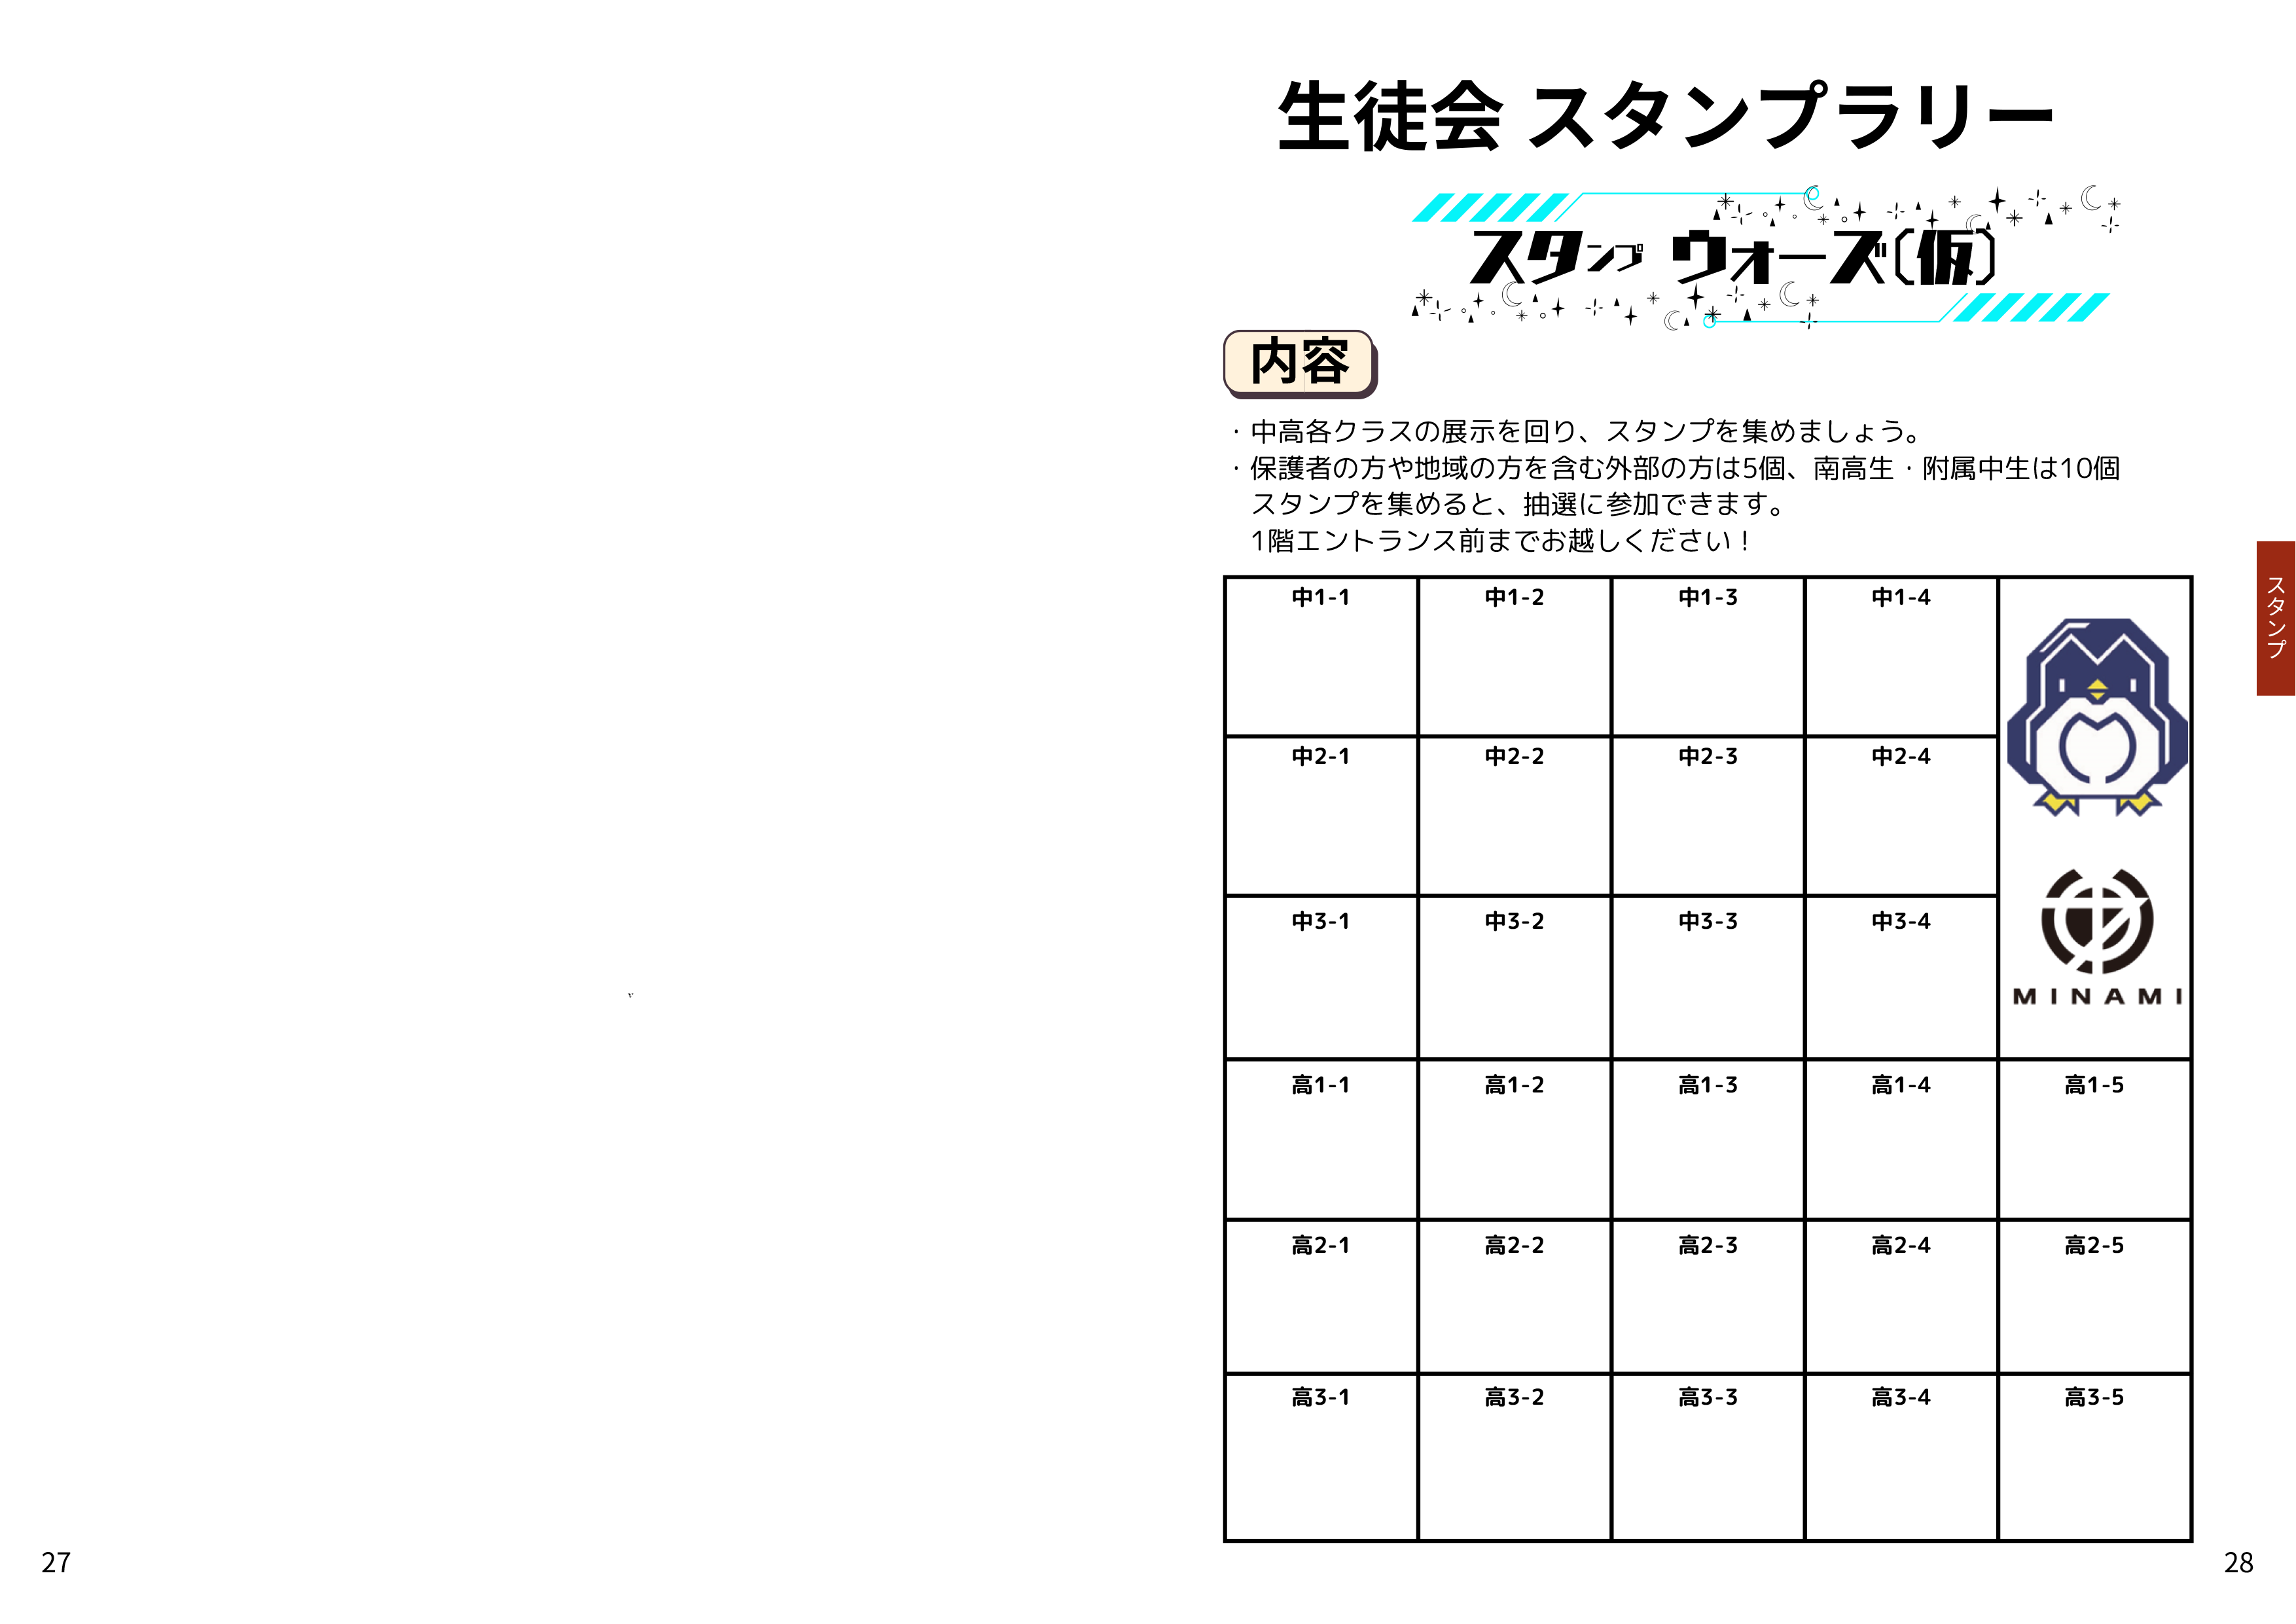 生徒会 スタンプラリー
スタンプ ウォーズ〔仮〕
内容
・中高各クラスの展示を回り、スタンプを集めましょう。
・保護者の方や地域の方を含む外部の方は5個、南高生・附属中生は10個
スタンプを集めると、抽選に参加できます。
1階エントランス前までお越しください！
スタンプ
中1-1 中1-2 中1-3 中1-4
中2-1 中2-2 中2-3 中2-4
中3-1 中3-2 中3-3 中3-4
MINAMI
高1-1 高1-2 高1-3 高1-4 高1-5
高2-1 高2-2 高2-3 高2-4 高2-5
高3-1 高3-2 高3-3 高3-4 高3-5
27
28